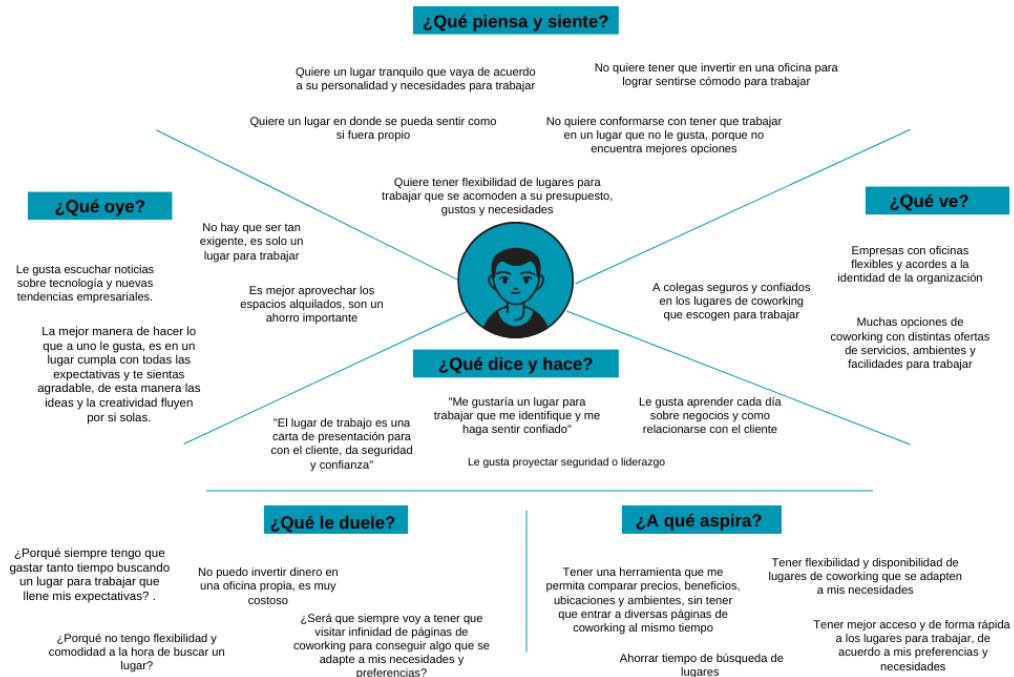 ¿Qué piensa y siente?
Quiere un lugar tranquilo que vaya de acuerdo
a su personalidad y necesidades para trabajar
No quiere tener que invertir en una oficina para
lograr sentirse cómodo para trabajar
Quiere un lugar en donde se pueda sentir como
si fuera propio
No quiere conformarse con tener que trabajar
en un lugar que no le gusta, porque no
encuentra mejores opciones
Quiere tener flexibilidad de lugares para
trabajar que se acomoden a su presupuesto,
gustos y necesidades
¿Qué oye?
No hay que ser tan
exigente, es solo un
lugar para trabajar
Le gusta escuchar noticias
sobre tecnología y nuevas
tendencias empresariales.
Es mejor aprovechar los
espacios alquilados, son un
ahorro importante
La mejor manera de hacer lo
que a uno le gusta, es en un
lugar cumpla con todas las
expectativas y te sientas
agradable, de esta manera las
ideas y la creatividad fluyen
por si solas.
¿Qué ve?
Empresas con oficinas
flexibles y acordes a la
identidad de la organización
A colegas seguros y confiados
en los lugares de coworking
que escogen para trabajar
Muchas opciones de
coworking con distintas ofertas
de servicios, ambientes y
facilidades para trabajar
¿Qué dice y hace?
"El lugar de trabajo es una
carta de presentación para
con el cliente, da seguridad
y confianza"
"Me gustaría un lugar para
trabajar que me identifique y me
haga sentir confiado"
Le gusta aprender cada día
sobre negocios y como
relacionarse con el cliente
Le gusta proyectar seguridad o liderazgo
¿Qué le duele?
¿Porqué siempre tengo que
gastar tanto tiempo buscando
un lugar para trabajar que
llene mis expectativas? .
No puedo invertir dinero en
una oficina propia, es muy
costoso
¿Porqué no tengo flexibilidad y
comodidad a la hora de buscar un
lugar?
¿Será que siempre voy a tener que
visitar infinidad de páginas de
coworking para conseguir algo que se
adapte a mis necesidades y
preferencias?
¿A qué aspira?
Tener una herramienta que me
permita comparar precios, beneficios,
ubicaciones y ambientes, sin tener
que entrar a diversas páginas de
coworking al mismo tiempo
Tener flexibilidad y disponibilidad de
lugares de coworking que se adapten
a mis necesidades
Ahorrar tiempo de búsqueda de
lugares
Tener mejor acceso y de forma rápida
a los lugares para trabajar, de
acuerdo a mis preferencias y
necesidades